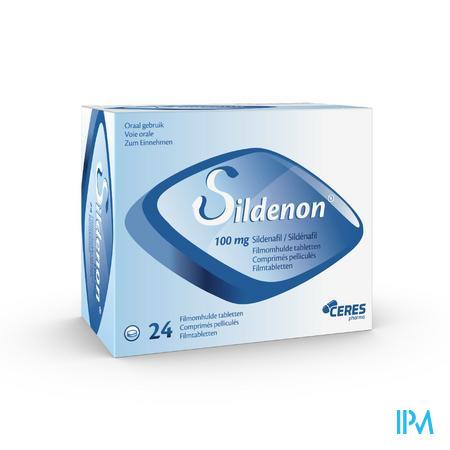 Oraal gebruik
Voie orale
Zum Einnehmen
Sildenon®
100 mg Sildenafil / Sildénafil
Filmomhulde tabletten
Comprimés pelliculés
Filmtabletten
24 Filmomhulde tabletten
Comprimés pelliculés
Filmtabletten
CERES
pharma
Sildenon®
IPM